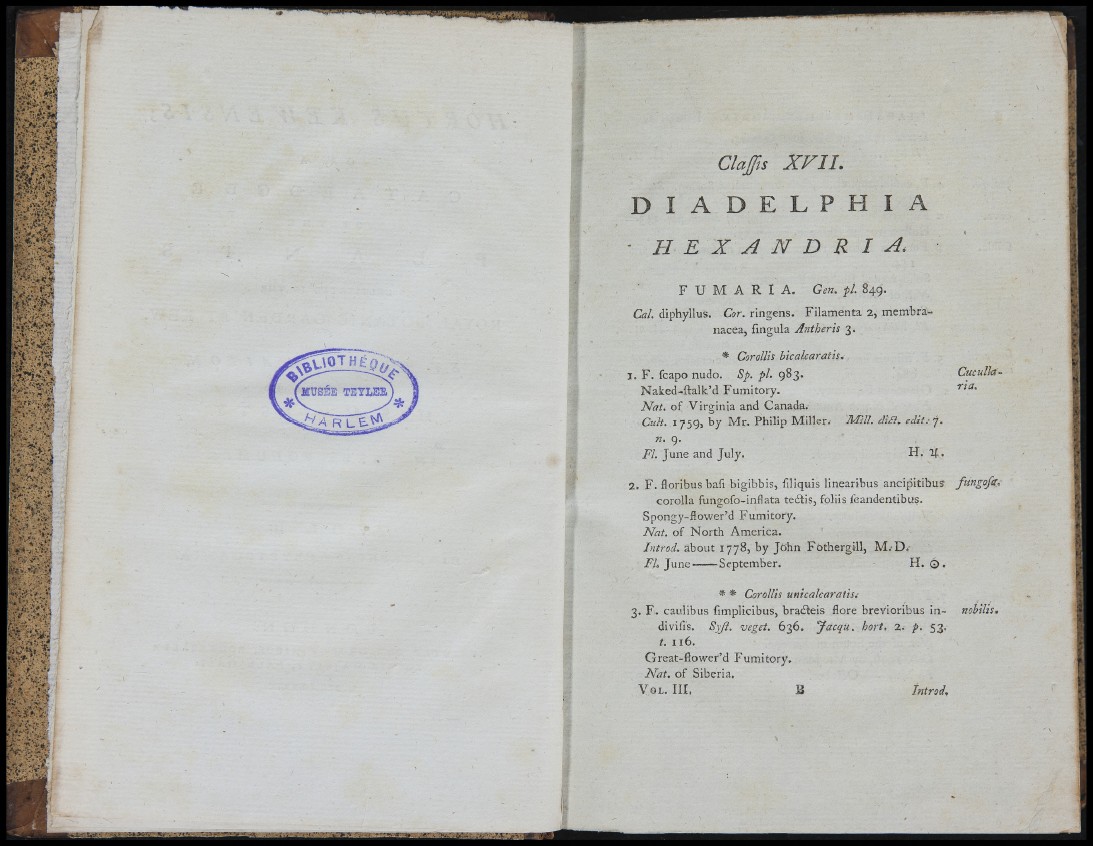 BIBLIOTHÉQUE
MUSÉE TEYLER
* HARLEM *
Claſſis XVII.
DIADELPHIA
HEXANDRIA.
FUMARIA. Gen. pl. 849.
Cal. diphyllus. Cor. ringens. Filamenta 2, membra-
nacea, ſingula Antheris 3.
* Corollis bicalcaratis.
1. F. ſcapo nudo. Sp. pl. 983. Cuculla-
Naked-ſtalk'd Fumitory. ria.
Nat. of Virginia and Canada.
Cult. 1759, by Mr. Philip Miller. Mill. dict. edit. 7.
n. 9.
Fl. June and July. H. ♃.
2. F. floribus baſi bigibbis, ſiliquis linearibus ancipitibus fungoſa.
corolla fungoſo-inflata tectis, foliis ſcandentibus.
Spongy-flower'd Fumitory.
Nat. of North America.
Introd. about 1778, by John Fothergill, M. D.
Fl. June——September. H. ☉.
* * Corollis unicalcaratis.
3. F. caulibus ſimplicibus, bracteis flore brevioribus in- nobilis.
diviſis. Syſt. veget. 636. Jacqu. hort. 2. p. 53.
t. 116.
Great-flower'd Fumitory.
Nat. of Siberia.
VOL. III. B Introd.